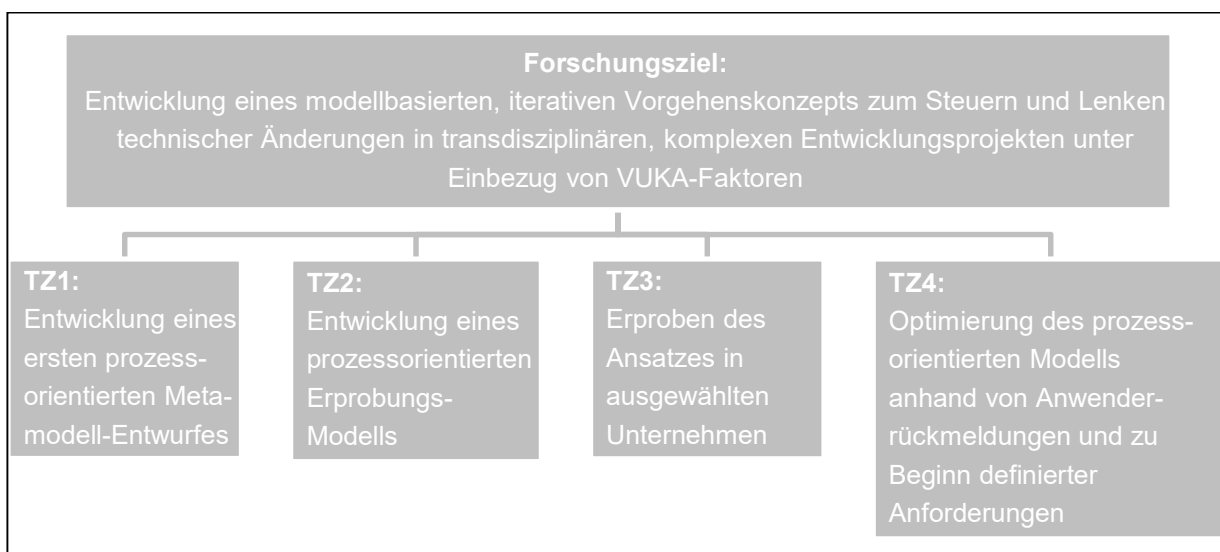 Forschungsziel:
Entwicklung eines modellbasierten, iterativen Vorgehenskonzepts zum Steuern und Lenken
technischer Änderungen in transdisziplinären, komplexen Entwicklungsprojekten unter
Einbezug von VUKA-Faktoren
TZ1:
Entwicklung eines
ersten prozess-
orientierten Meta-
modell-Entwurfes
TZ2:
Entwicklung eines
prozessorientierten
Erprobungs-
Modells
TZ3:
Erproben des
Ansatzes in
ausgewählten
Unternehmen
TZ4:
Optimierung des prozess-
orientierten Modells
anhand von Anwender-
rückmeldungen und zu
Beginn definierter
Anforderungen